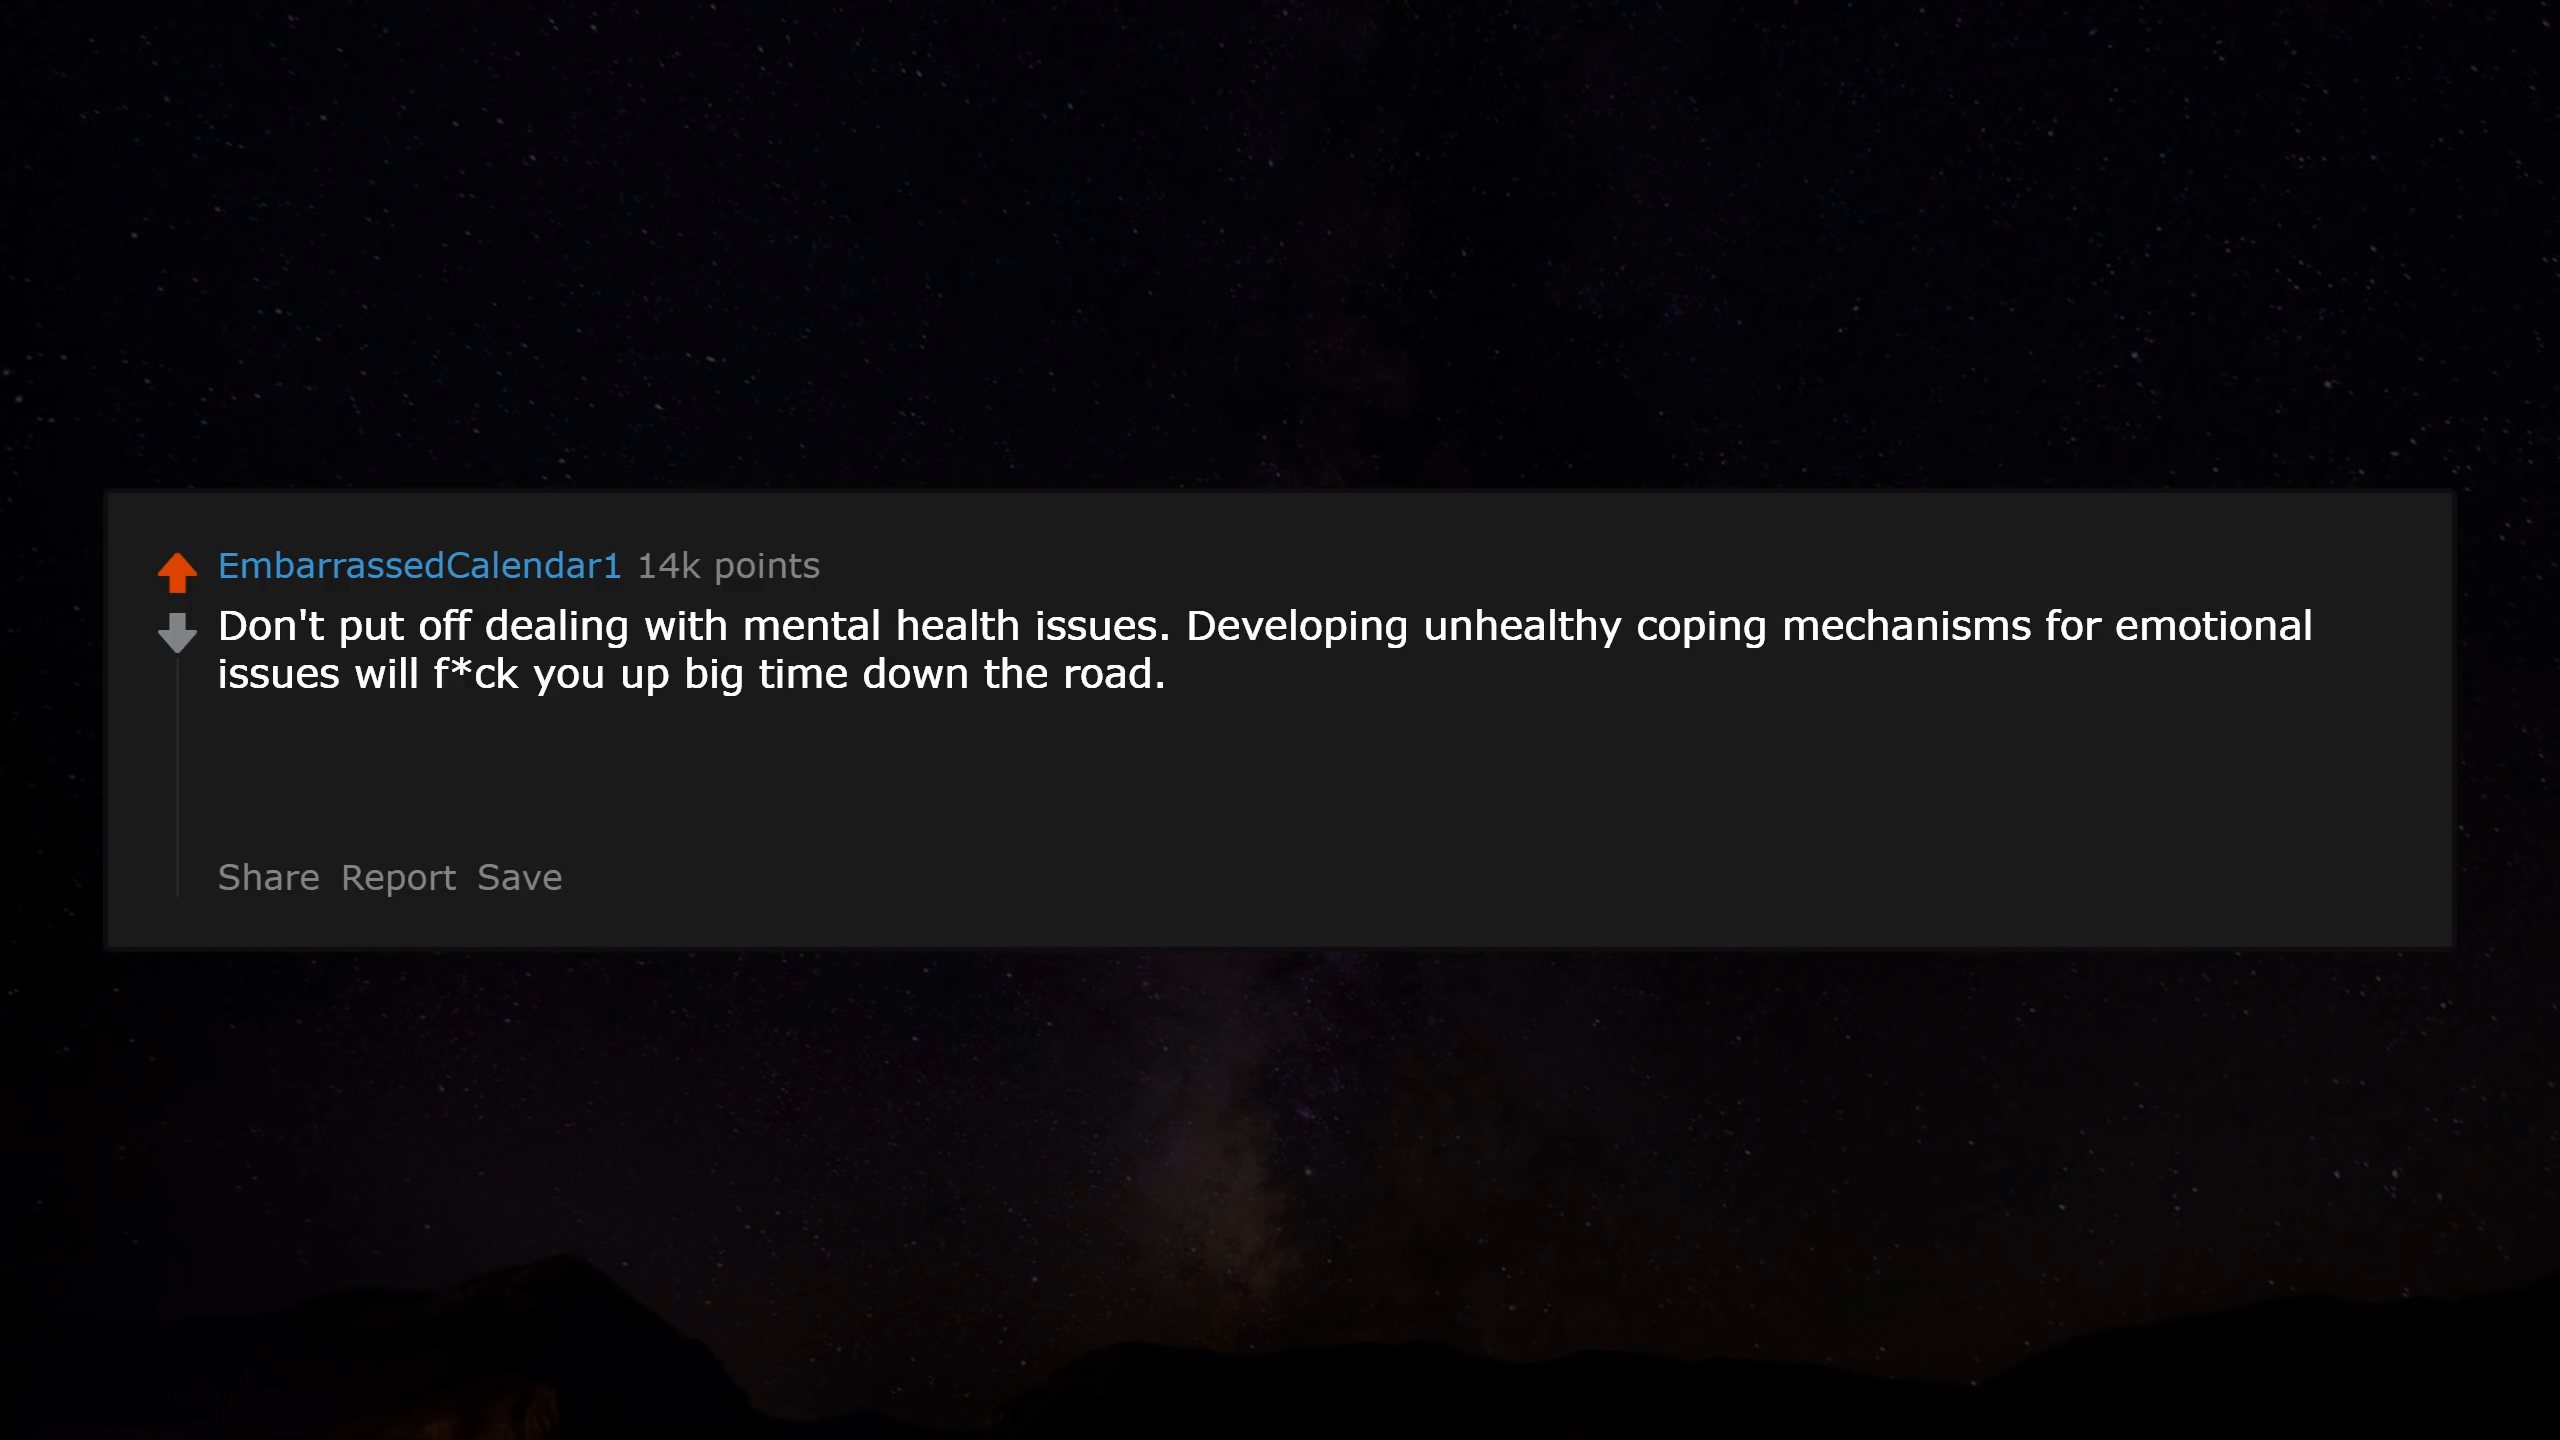 EmbarrassedCalendar1 14k points
Don't put off dealing with mental health issues. Developing unhealthy coping mechanisms for emotional
issues will f*ck you up big time down the road.
Share Report Save